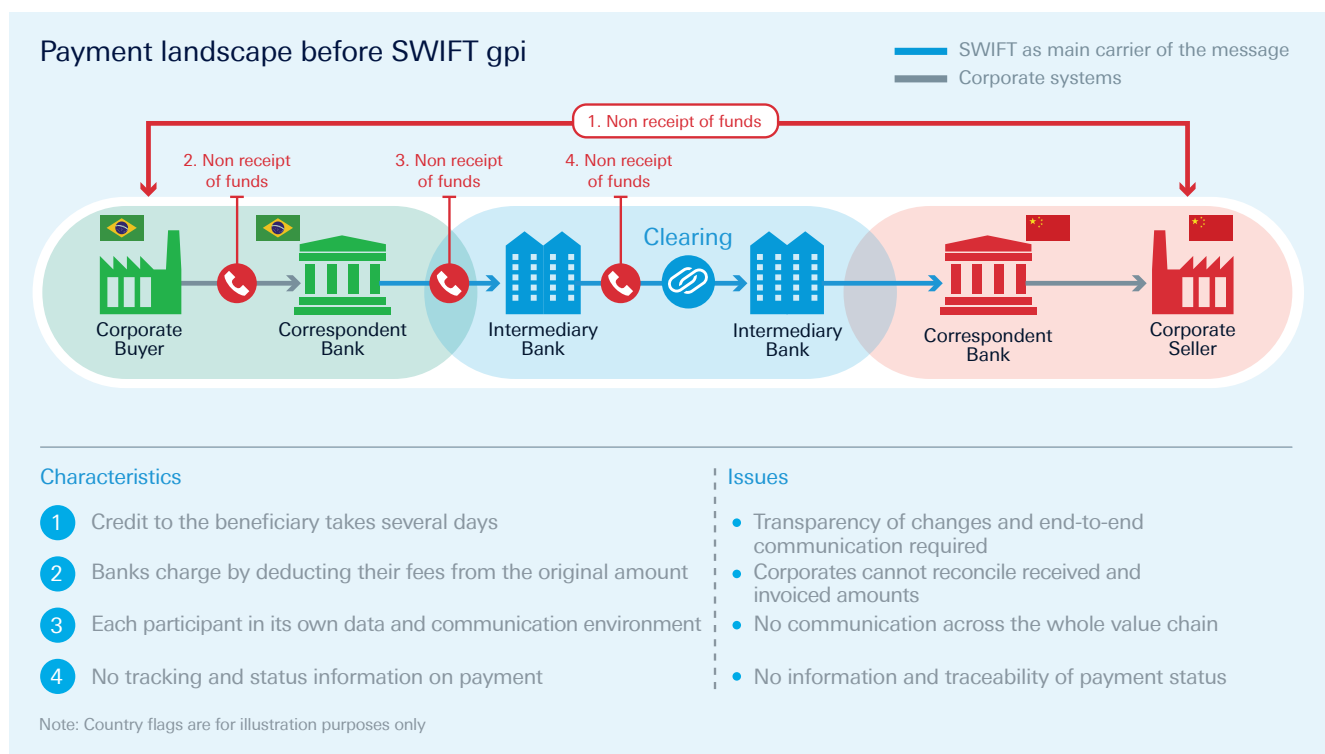 Payment landscape before SWIFT gpi
SWIFT as main carrier of the message
Corporate systems
1. Non receipt of funds
2. Non receipt
of funds
3. Non receipt
of funds
4. Non receipt
of funds
Clearing
Corporate
Buyer
Correspondent
Bank
Intermediary
Bank
Intermediary
Bank
Correspondent
Bank
Corporate
Seller
Characteristics
1 Credit to the beneficiary takes several days
2 Banks charge by deducting their fees from the original amount
3 Each participant in its own data and communication environment
4 No tracking and status information on payment
Issues
• Transparency of changes and end-to-end
communication required
• Corporates cannot reconcile received and
invoiced amounts
• No communication across the whole value chain
• No information and traceability of payment status
Note: Country flags are for illustration purposes only